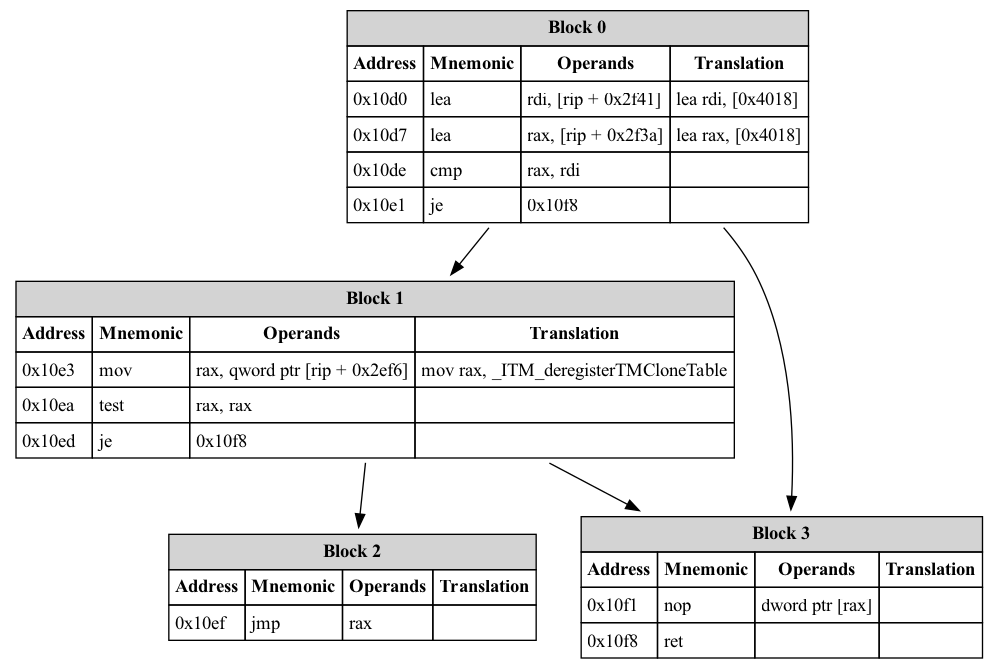 Block 0
Address Mnemonic Operands Translation
0x10d0 lea rdi, [rip + 0x2f41] lea rdi, [0x4018]
0x10d7 lea rax, [rip + 0x2f3a] lea rax, [0x4018]
0x10de cmp rax, rdi
0x10e1 je 0x10f8
Block 1
Address Mnemonic Operands Translation
0x10e3 mov rax, qword ptr [rip + 0x2ef6] mov rax, _ITM_deregisterTMCloneTable
0x10ea test rax, rax
0x10ed je 0x10f8
Block 2
Address Mnemonic Operands Translation
0x10ef jmp rax
Block 3
Address Mnemonic Operands Translation
0x10f1 nop dword ptr [rax]
0x10f8 ret